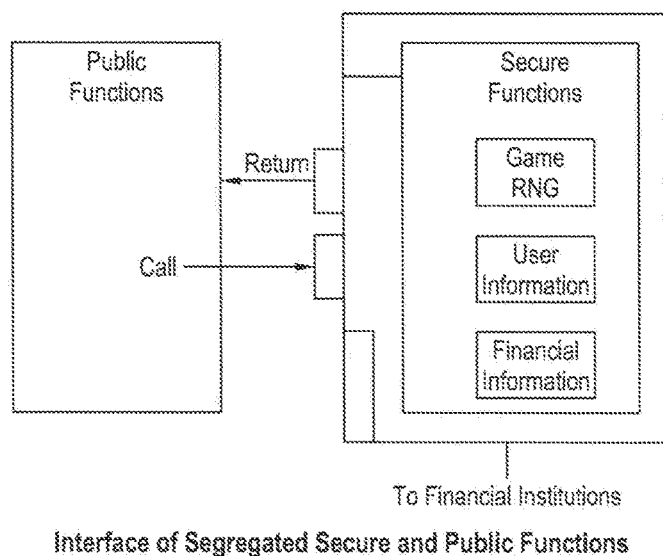 Public
Functions
Secure
Functions
Return
Game
RNG
Call
User
Information
Financial
Information
To Financial Institutions
Interface of Segregated Secure and Public Functions